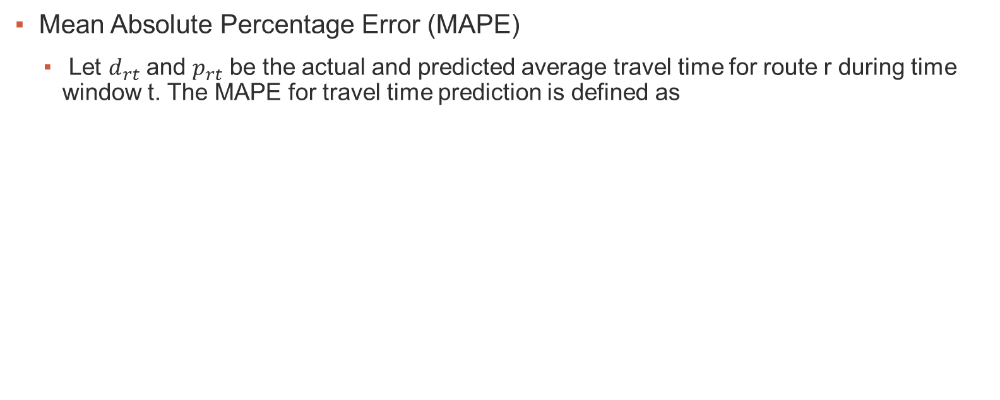 ▪ Mean Absolute Percentage Error (MAPE)
▪ Let d_{rt} and p_{rt} be the actual and predicted average travel time for route r during time
window t. The MAPE for travel time prediction is defined as